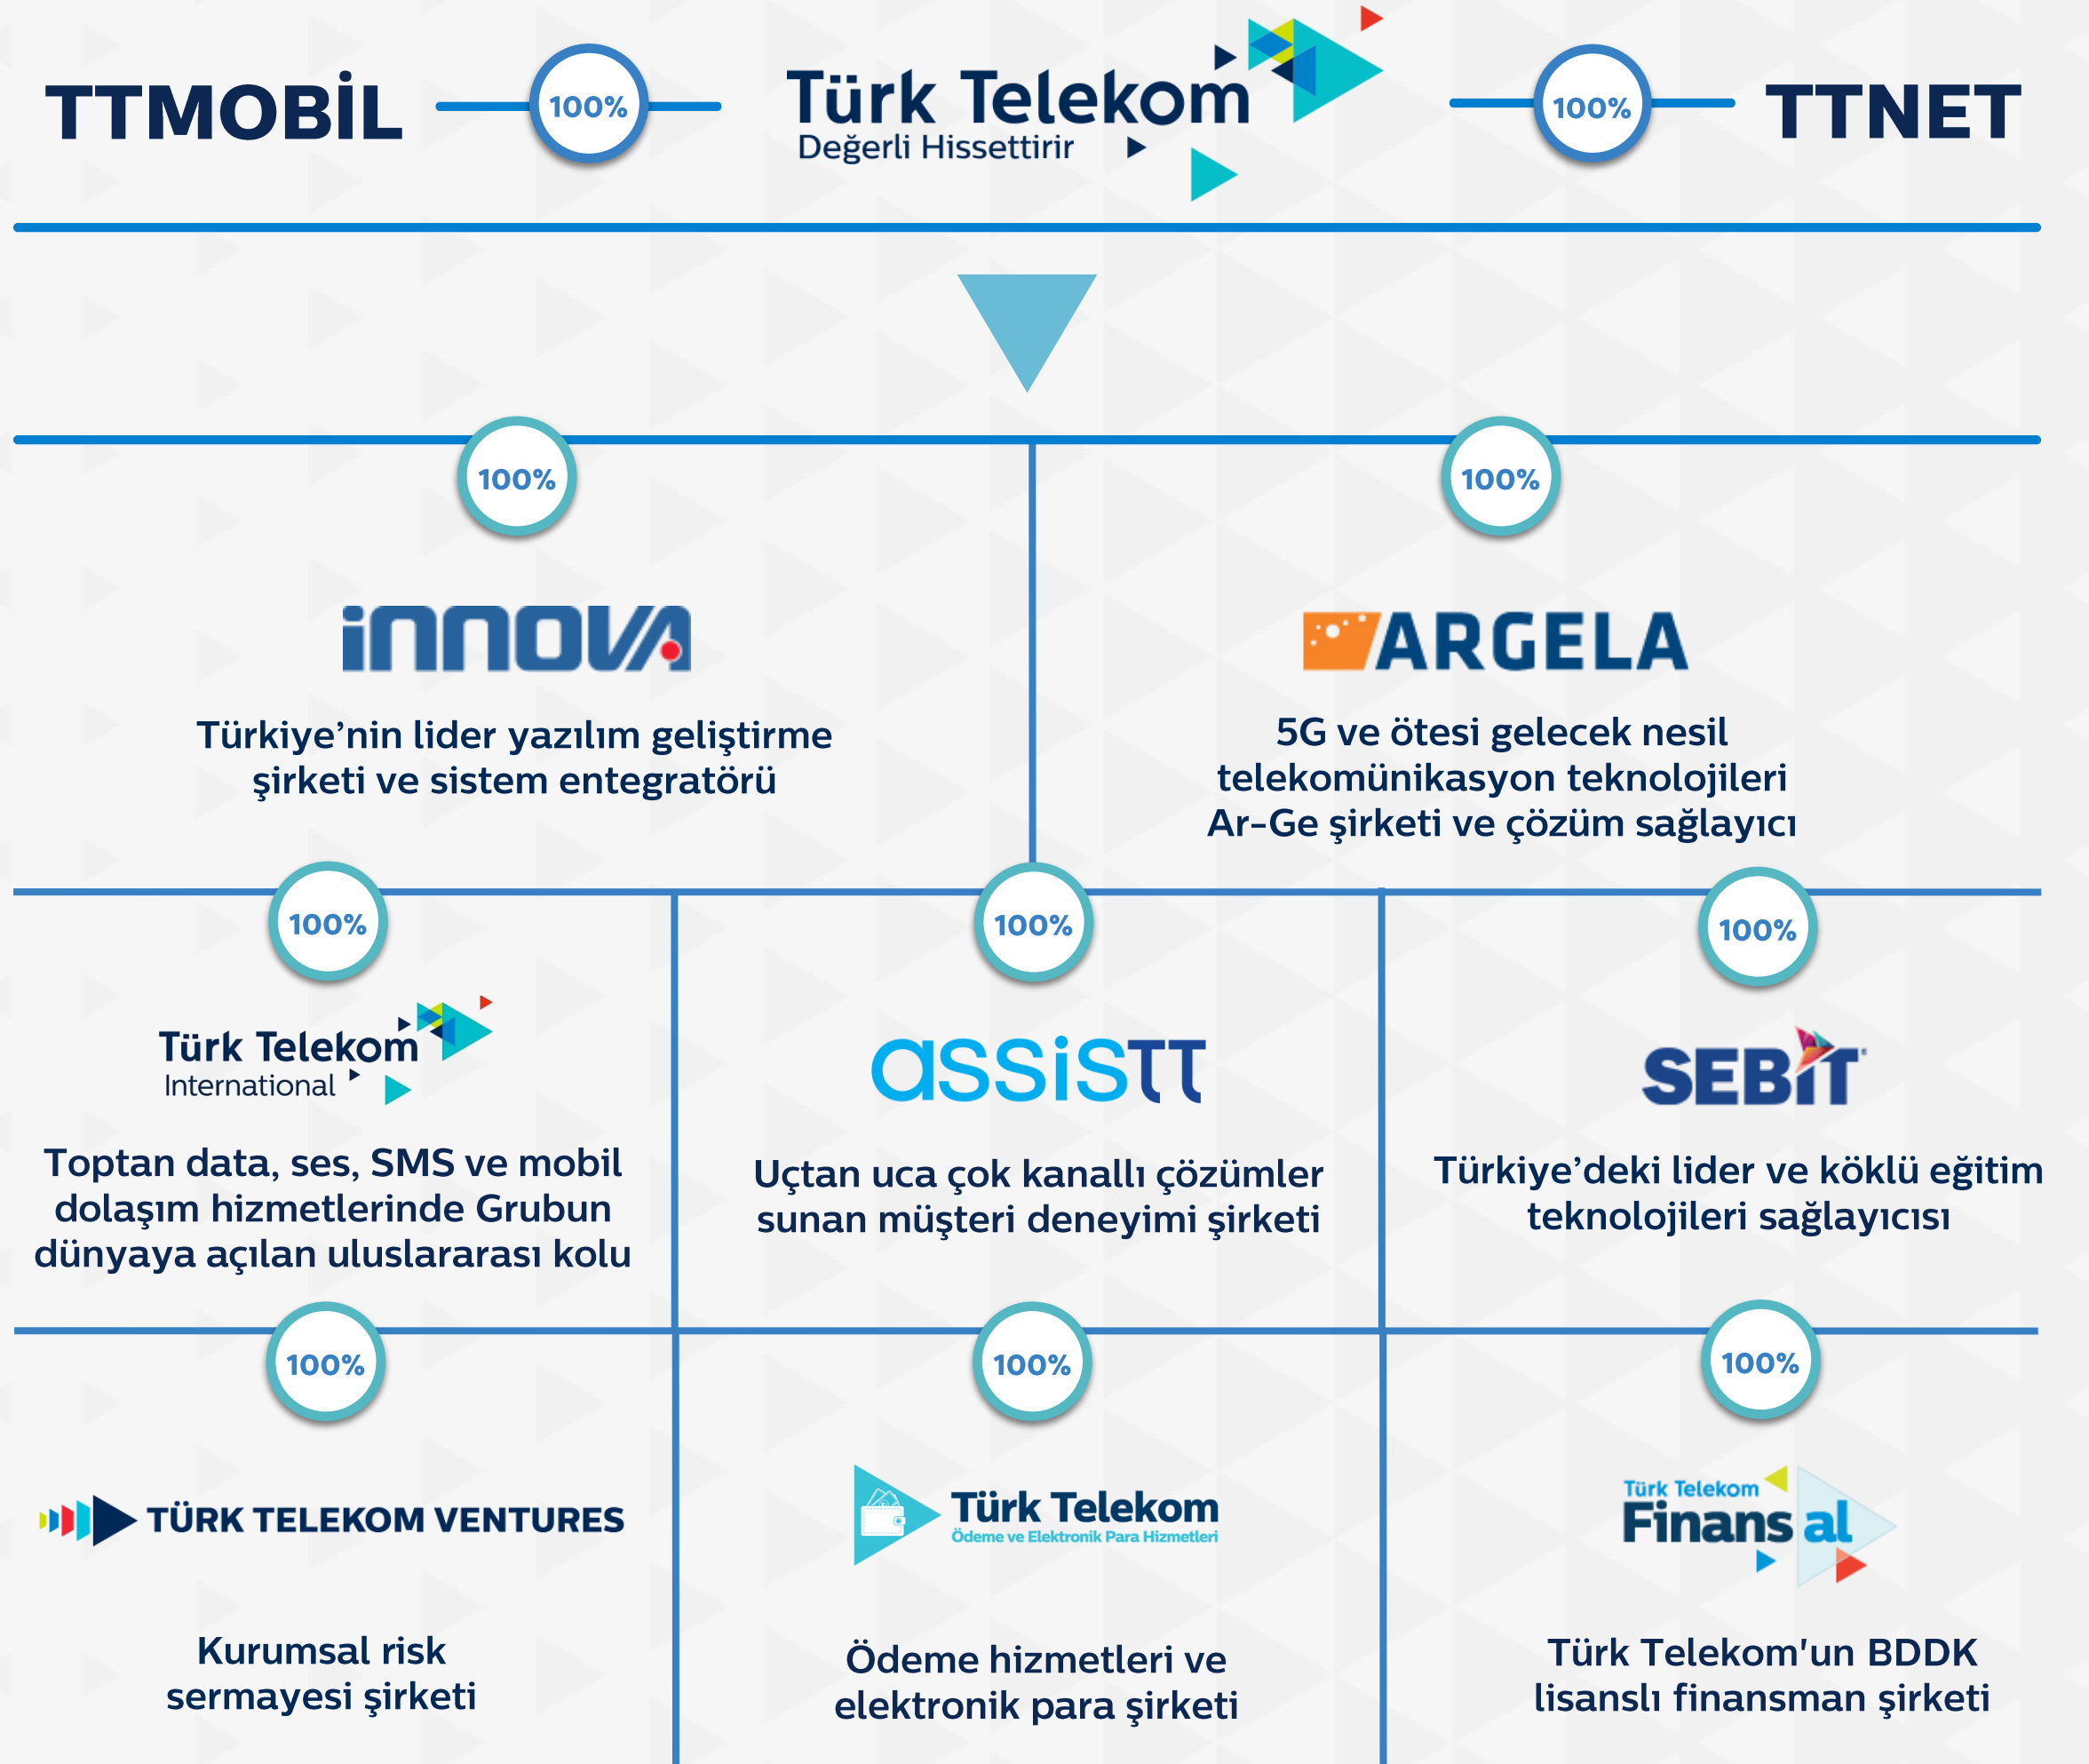 TTMOBİL
100%
Türk Telekom
Değerli Hissettirir
100%
TTNET
100%
innova
Türkiye’nin lider yazılım geliştirme
şirketi ve sistem entegratörü
100%
ARGELA
5G ve ötesi gelecek nesil
telekomünikasyon teknolojileri
Ar-Ge şirketi ve çözüm sağlayıcı
100%
Türk Telekom
International
Toptan data, ses, SMS ve mobil
dolaşım hizmetlerinde Grubun
dünyaya açılan uluslararası kolu
100%
assisTT
Uçtan uca çok kanallı çözümler
sunan müşteri deneyimi şirketi
100%
SEBİT
Türkiye’deki lider ve köklü eğitim
teknolojileri sağlayıcısı
100%
TÜRK TELEKOM VENTURES
Kurumsal risk
sermayesi şirketi
100%
Türk Telekom
Ödeme ve Elektronik Para Hizmetleri
Ödeme hizmetleri ve
elektronik para şirketi
100%
Türk Telekom
Finansal
Türk Telekom'un BDDK
lisanslı finansman şirketi